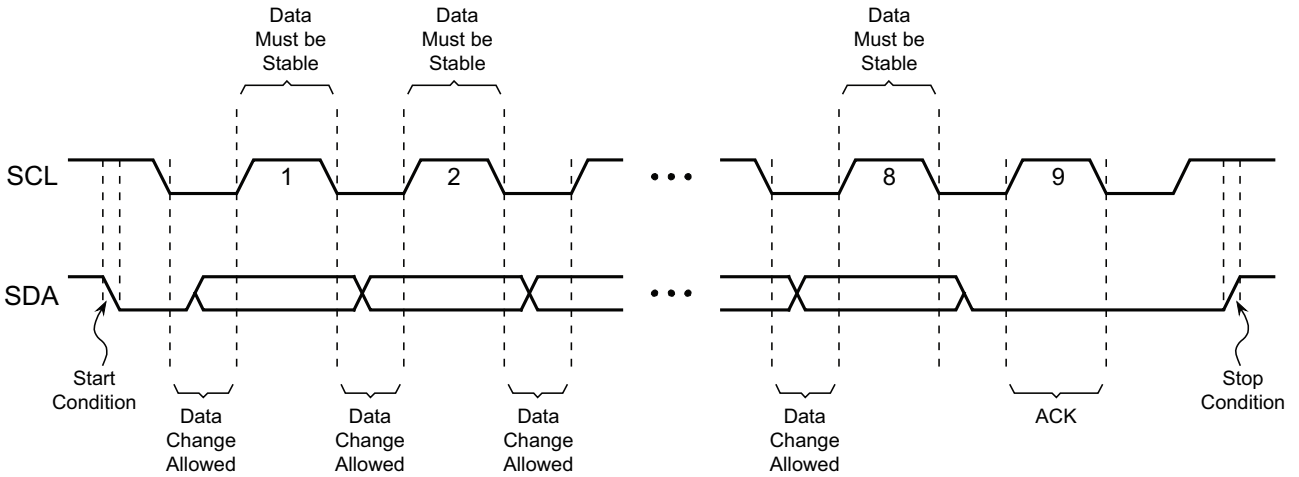 Data
Must be
Stable
Data
Must be
Stable
Data
Must be
Stable
SCL
1
2
8
9
SDA
Start
Condition
Data
Change
Allowed
Data
Change
Allowed
Data
Change
Allowed
Data
Change
Allowed
ACK
Stop
Condition